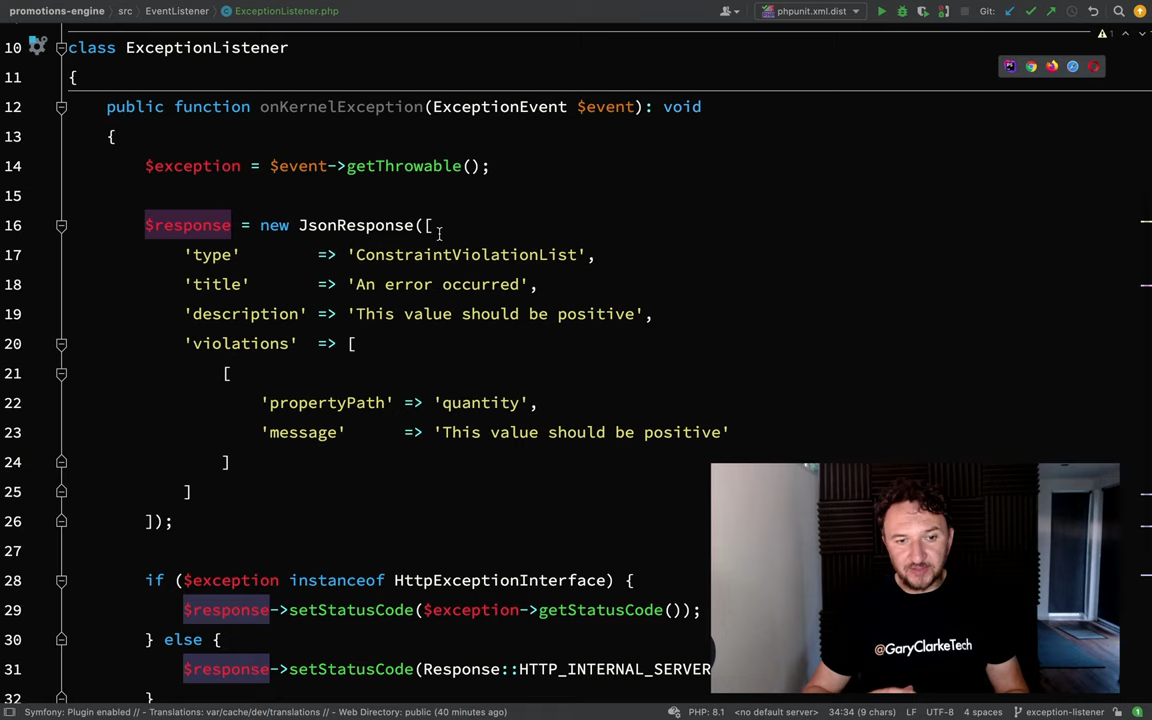 promotions-engine src EventListener ExceptionListener.php phpunit.xml.dist Git:
1
10 class ExceptionListener
11 {
12 public function onKernelException(ExceptionEvent $event): void
13 {
14 $exception = $event->getThrowable();
15
16 $response = new JsonResponse([
17 'type' => 'ConstraintViolationList',
18 'title' => 'An error occurred',
19 'description' => 'This value should be positive',
20 'violations' => [
21 [
22 'propertyPath' => 'quantity',
23 'message' => 'This value should be positive'
24 ]
25 ]
26 ]);
27
28 if ($exception instanceof HttpExceptionInterface) {
29 $response->setStatusCode($exception->getStatusCode());
30 } else {
31 $response->setStatusCode(Response::HTTP_INTERNAL_SERVER
32 }
@GaryClarkeTech
Symfony: Plugin enabled // - Translations: var/cache/dev/translations // - Web Directory: public (40 minutes ago) PHP: 8.1 <no default server> 34:34 (9 chars) LF UTF-8 4 spaces exception-listener 1